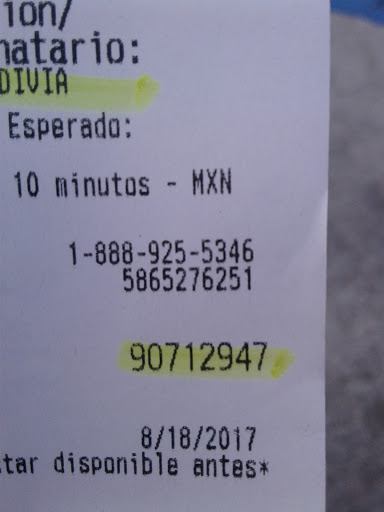 ion/
natario:
DIVIA
Esperado:
10 minutos - MXN
1-888-925-5346
5865276251
90712947
8/18/2017
tar disponible antes*